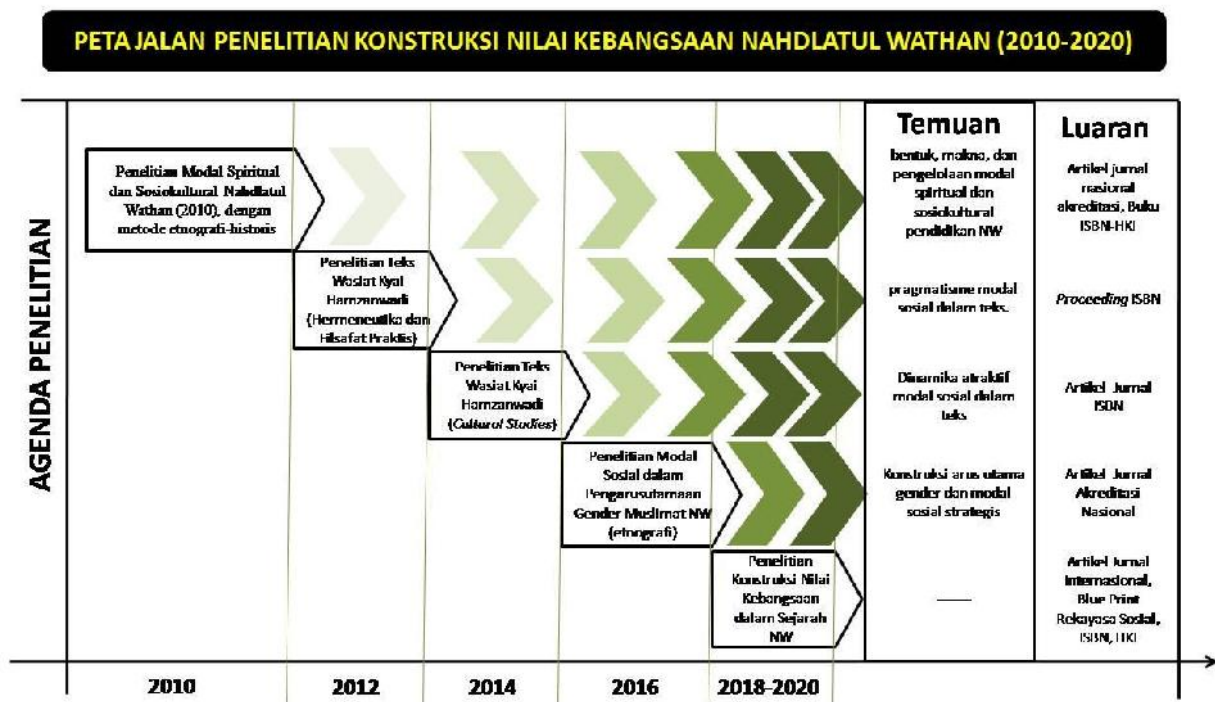 PETA JALAN PENELITIAN KONSTRUKSI NILAI KEBANGSAAN NAHDLATUL WATHAN (2010-2020)
AGENDA PENELITIAN
Penelitian Modal Spiritual
dan Sosiokultural Nahdlatul
Wathan (2010), dengan
metode etnografi-historis
Penelitian Teks
Wasiat Kyai
Hamzanwadi
(Hermeneutika dan
Filsafat Praktis)
Penelitian Teks
Wasiat Kyai
Hamzanwadi
(Cultural Studies)
Penelitian Modal
Sosial dalam
Pengarusutamaan
Gender Muslimat NW
(etnografi)
Penelitian
Konstruksi Nilai
Kebangsaan
dalam Sejarah
NW
Temuan
bentuk, makna, dan
pengelolaan modal
spiritual dan
sosiokultural
pendidikan NW
pragmatisme modal
sosial dalam teks.
Dinamika atraktif
modal sosial dalam
teks
Konstruksi arus utama
gender dan modal
sosial strategis
Luaran
Artikel jurnal
nasional
akreditasi, Buku
ISBN-HKI
Proceeding ISBN
Artikel Jurnal
ISBN
Artikel Jurnal
Akreditasi
Nasional
Artikel Jurnal
Internasional,
Blue Print
Rekayasa Sosial,
ISBN, HKI
2010
2012
2014
2016
2018-2020